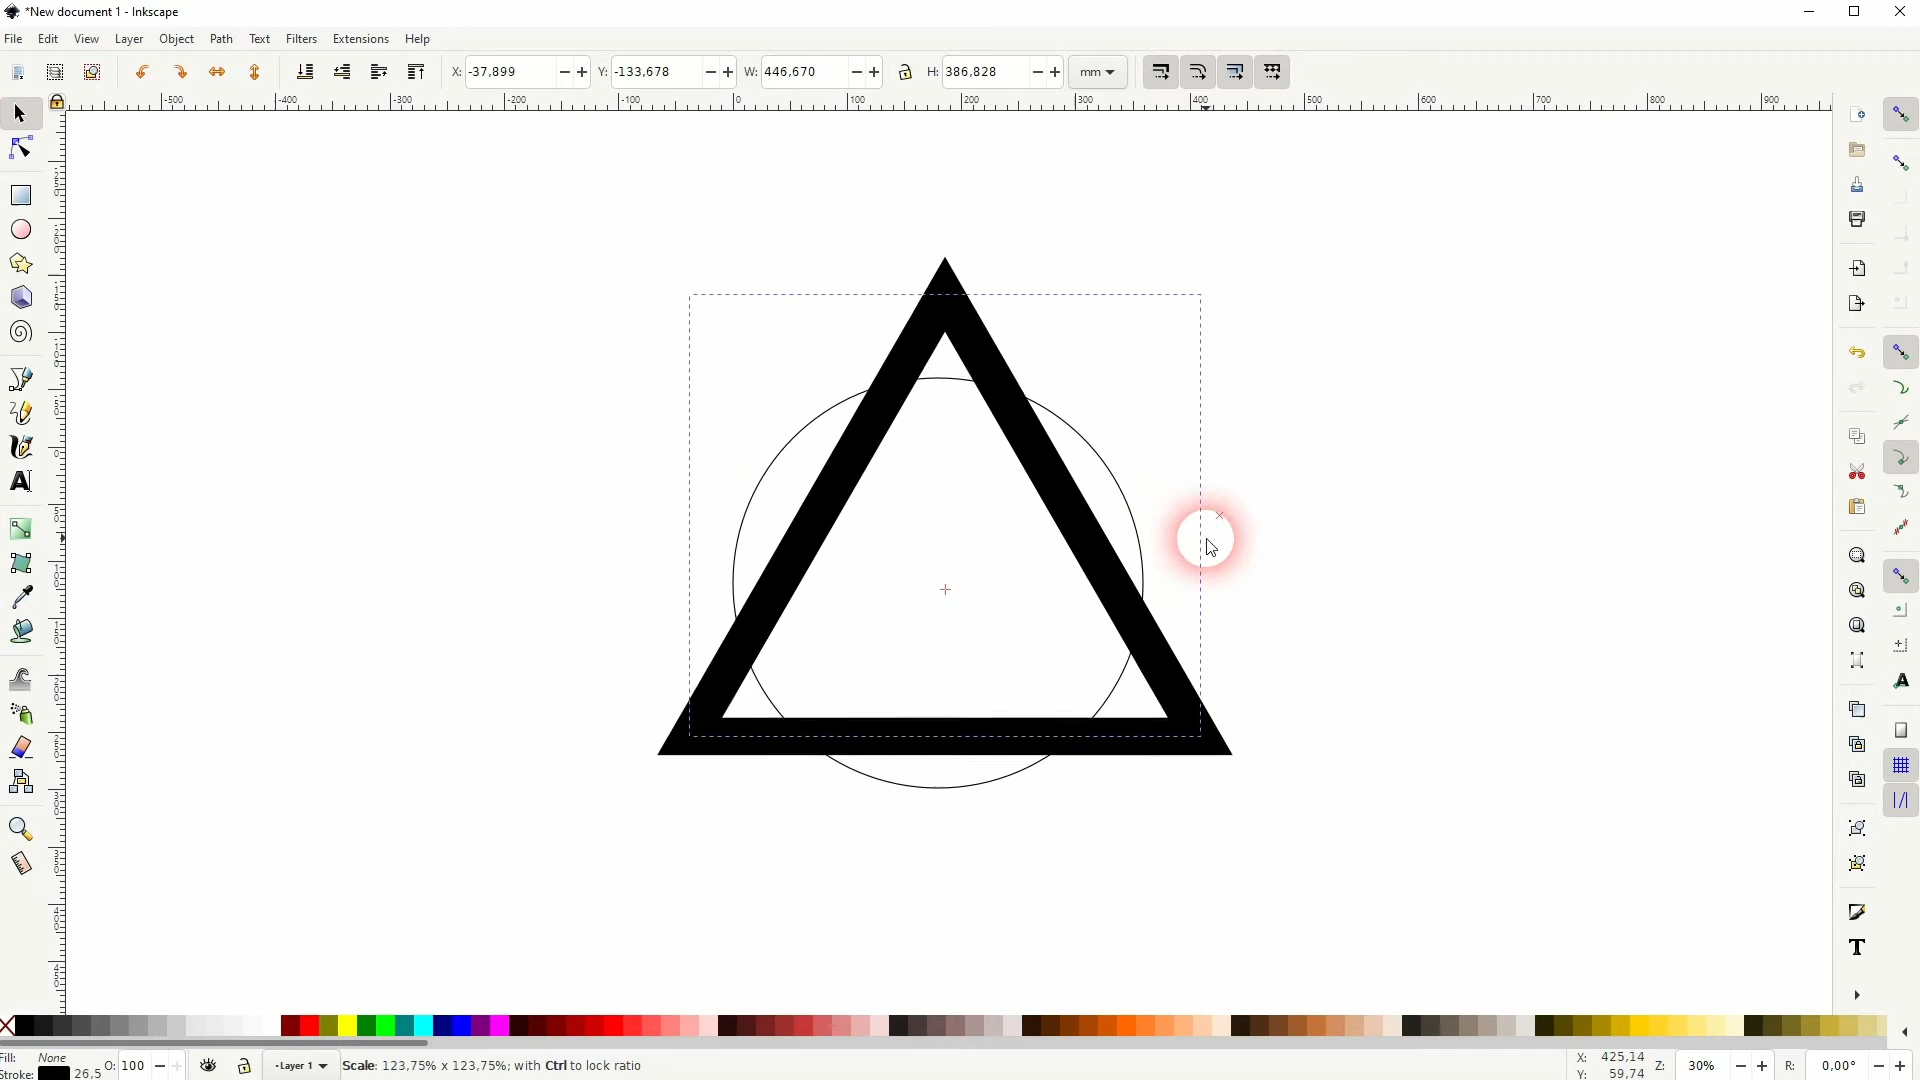 *New document 1 - Inkscape
File Edit View Layer Object Path Text Filters Extensions Help
X: -37,899 Y: -133,678 W: 446,670 H: 386,828 mm
-500 -400 -300 -200 -100 0 100 200 300 400 500 600 700 800 900
Fill: None
Stroke: 26,5 O: 100 -Layer 1 Scale: 123,75% x 123,75%; with Ctrl to lock ratio X: 425,14 Y: 59,74 Z: 30% R: 0,00°